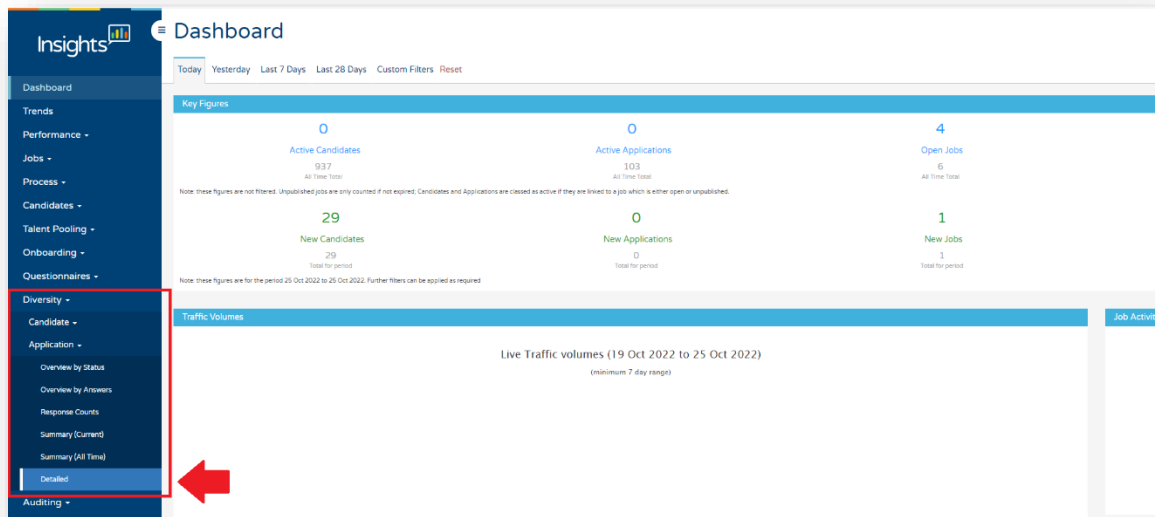 Insights
Dashboard
Trends
Performance
Jobs
Process
Candidates
Talent Pooling
Onboarding
Questionnaires
Diversity
Candidate
Application
Overview by Status
Overview by Answers
Response Counts
Summary (Current)
Summary (All Time)
Detailed
Auditing
Dashboard
Today Yesterday Last 7 Days Last 28 Days Custom Filters Reset
Key Figures
0 0 4
Active Candidates Active Applications Open Jobs
937 103 6
All Time Total All Time Total All Time Total
Note: these figures are not filtered. Unpublished jobs are only counted if not expired; Candidates and Applications are classed as active if they are linked to a job which is either open or unpublished.
29 0 1
New Candidates New Applications New Jobs
29 0 1
Total for period Total for period Total for period
Note: these figures are for the period 25 Oct 2022 to 25 Oct 2022. Further filters can be applied as required
Traffic Volumes
Live Traffic volumes (19 Oct 2022 to 25 Oct 2022)
(minimum 7 day range)
Job Activit